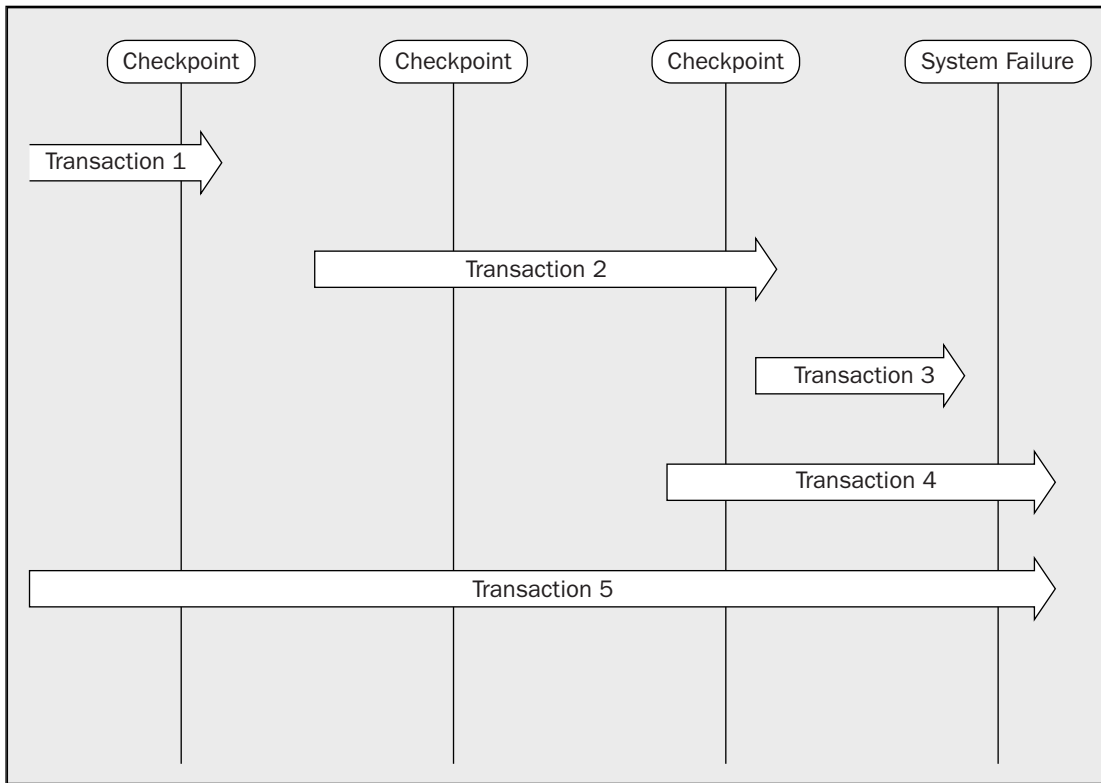 Checkpoint
Checkpoint
Checkpoint
System Failure
Transaction 1
Transaction 2
Transaction 3
Transaction 4
Transaction 5